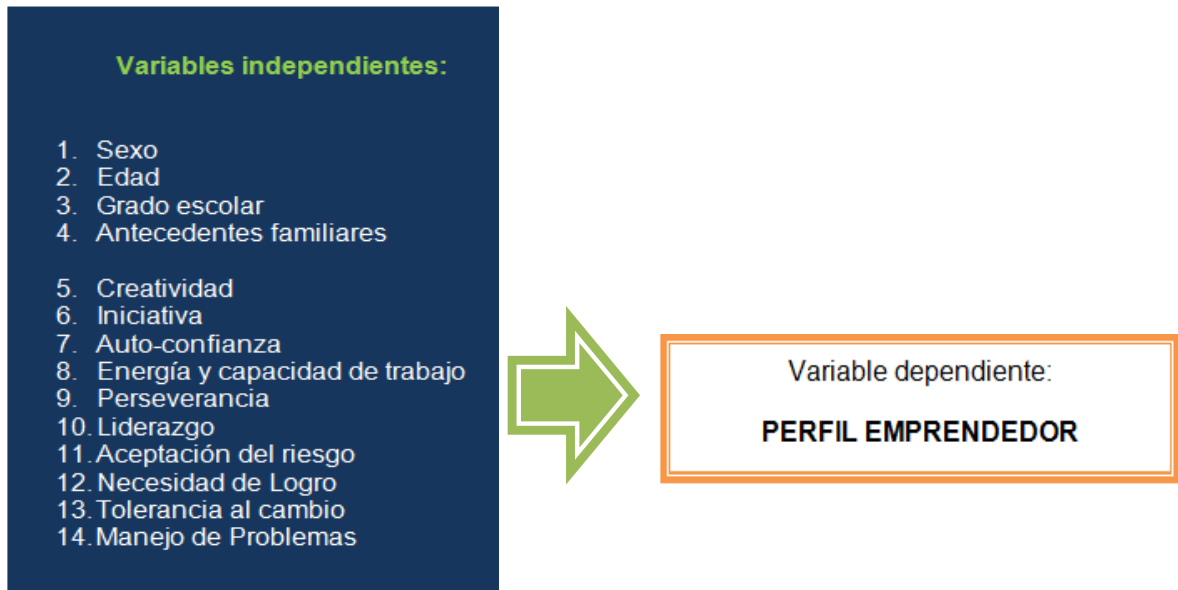 Variables independientes:
1. Sexo
2. Edad
3. Grado escolar
4. Antecedentes familiares
5. Creatividad
6. Iniciativa
7. Auto-confianza
8. Energía y capacidad de trabajo
9. Perseverancia
10. Liderazgo
11. Aceptación del riesgo
12. Necesidad de Logro
13. Tolerancia al cambio
14. Manejo de Problemas
Variable dependiente:
PERFIL EMPRENDEDOR